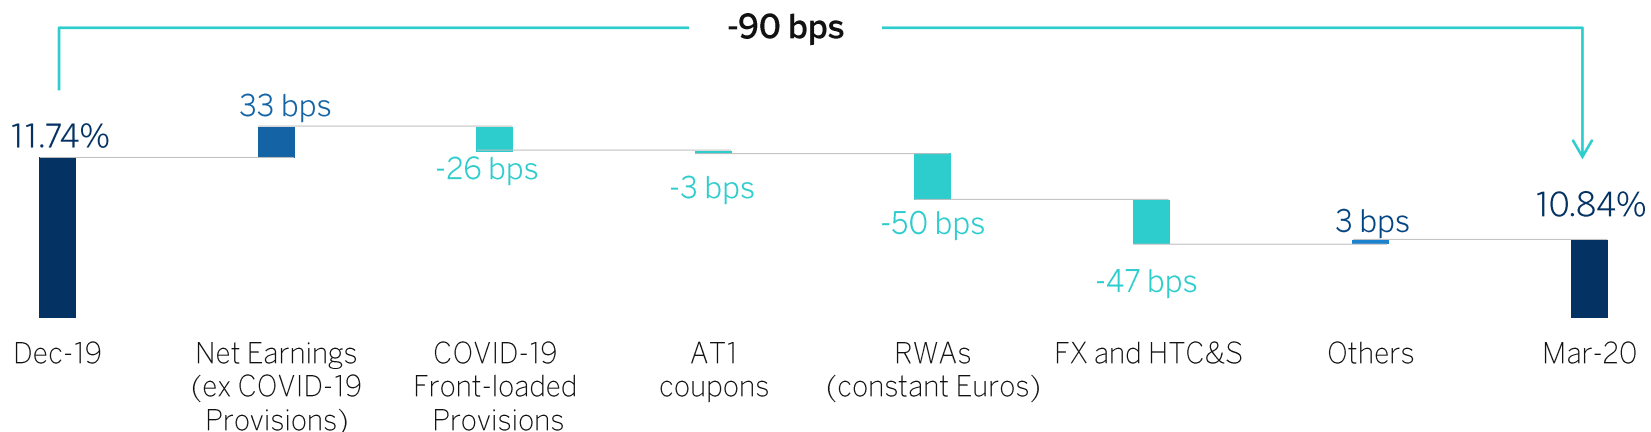 -90 bps
11.74%
33 bps
-26 bps
-3 bps
-50 bps
-47 bps
3 bps
10.84%
Dec-19
Net Earnings
(ex COVID-19
Provisions)
COVID-19
Front-loaded
Provisions
AT1
coupons
RWAs
(constant Euros)
FX and HTC&S
Others
Mar-20